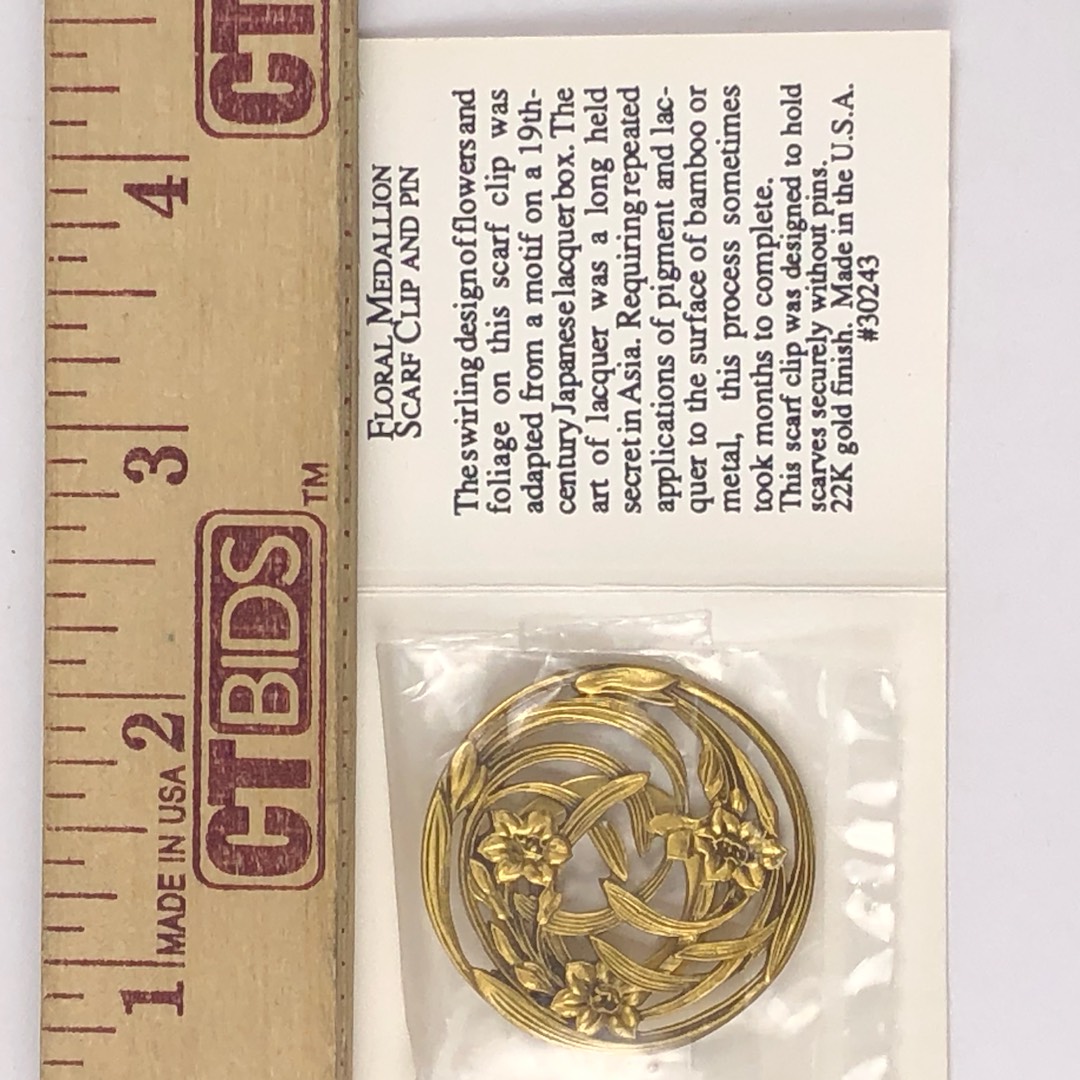 FLORAL MEDALLION
SCARF CLIP AND PIN
The swirling design of flowers and
foliage on this scarf clip was
adapted from a motif on a 19th-
century Japanese lacquer box. The
art of lacquer was a long held
secret in Asia. Requiring repeated
applications of pigment and lac-
quer to the surface of bamboo or
metal, this process sometimes
took months to complete.
This scarf clip was designed to hold
scarves securely without pins.
22K gold finish. Made in the U.S.A.
#30243
1 2 3 4
MADE IN USA
CTBIDS TM
CT